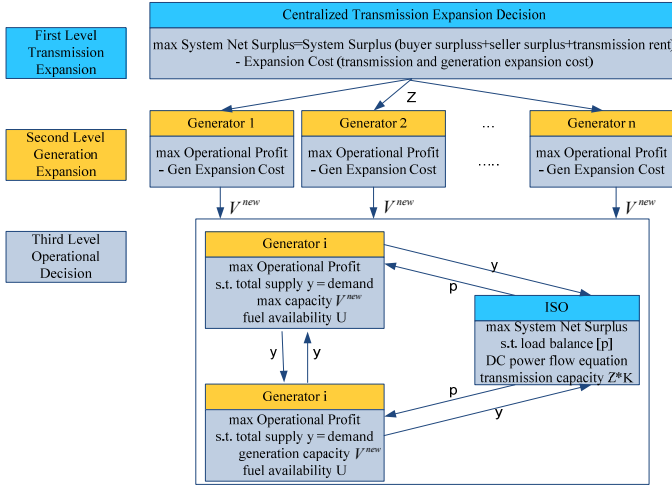 Centralized Transmission Expansion Decision
max System Net Surplus=System Surplus (buyer surpluss+seller surplus+transmission rent)
- Expansion Cost (transmission and generation expansion cost)
First Level
Transmission
Expansion
Z
Second Level
Generation
Expansion
Generator 1
max Operational Profit
- Gen Expansion Cost
Generator 2
max Operational Profit
- Gen Expansion Cost
...
.....
Generator n
max Operational Profit
- Gen Expansion Cost
V^new
V^new
V^new
Third Level
Operational
Decision
Generator i
max Operational Profit
s.t. total supply y = demand
max capacity V^new
fuel availability U
y
p
ISO
max System Net Surplus
s.t. load balance [p]
DC power flow equation
transmission capacity Z*K
y
y
p
y
Generator i
max Operational Profit
s.t. total supply y = demand
generation capacity V^new
fuel availability U